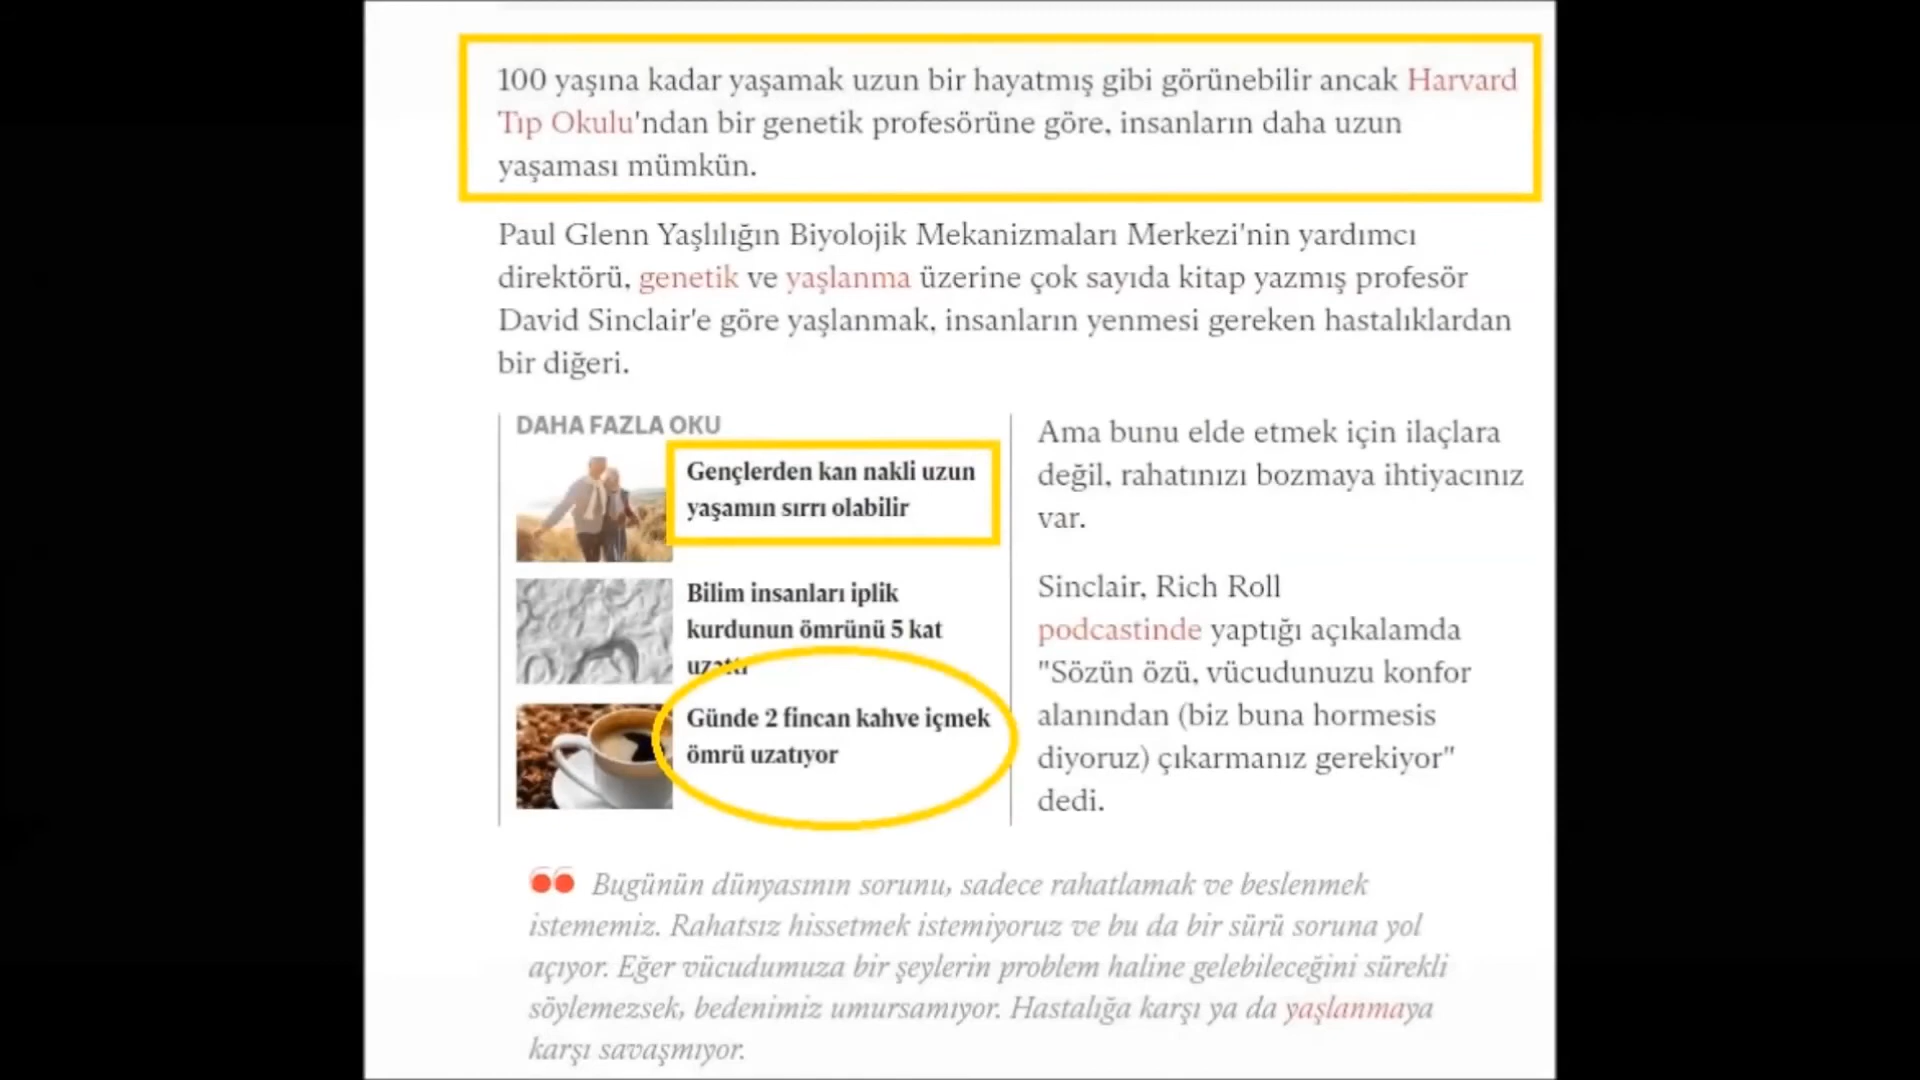 100 yaşına kadar yaşamak uzun bir hayatmış gibi görünebilir ancak Harvard
Tıp Okulu'ndan bir genetik profesörüne göre, insanların daha uzun
yaşaması mümkün.
Paul Glenn Yaşlılığın Biyolojik Mekanizmaları Merkezi'nin yardımcı
direktörü, genetik ve yaşlanma üzerine çok sayıda kitap yazmış profesör
David Sinclair'e göre yaşlanmak, insanların yenmesi gereken hastalıklardan
bir diğeri.
DAHA FAZLA OKU
Gençlerden kan nakli uzun
yaşamın sırrı olabilir
Bilim insanları iplik
kurdunun ömrünü 5 kat
uzattı
Günde 2 fincan kahve içmek
ömrü uzatıyor
Ama bunu elde etmek için ilaçlara
değil, rahatınızı bozmaya ihtiyacınız
var.
Sinclair, Rich Roll
podcastinde yaptığı açıkalamda
"Sözün özü, vücudunuzu konfor
alanından (biz buna hormesis
diyoruz) çıkarmanız gerekiyor"
dedi.
Bugünün dünyasının sorunu, sadece rahatlamak ve beslenmek
istememiz. Rahatsız hissetmek istemiyoruz ve bu da bir sürü soruna yol
açıyor. Eğer vücudumuza bir şeylerin problem haline gelebileceğini sürekli
söylemezsek, bedenimiz umursamıyor. Hastalığa karşı ya da yaşlanmaya
karşı savaşmıyor.